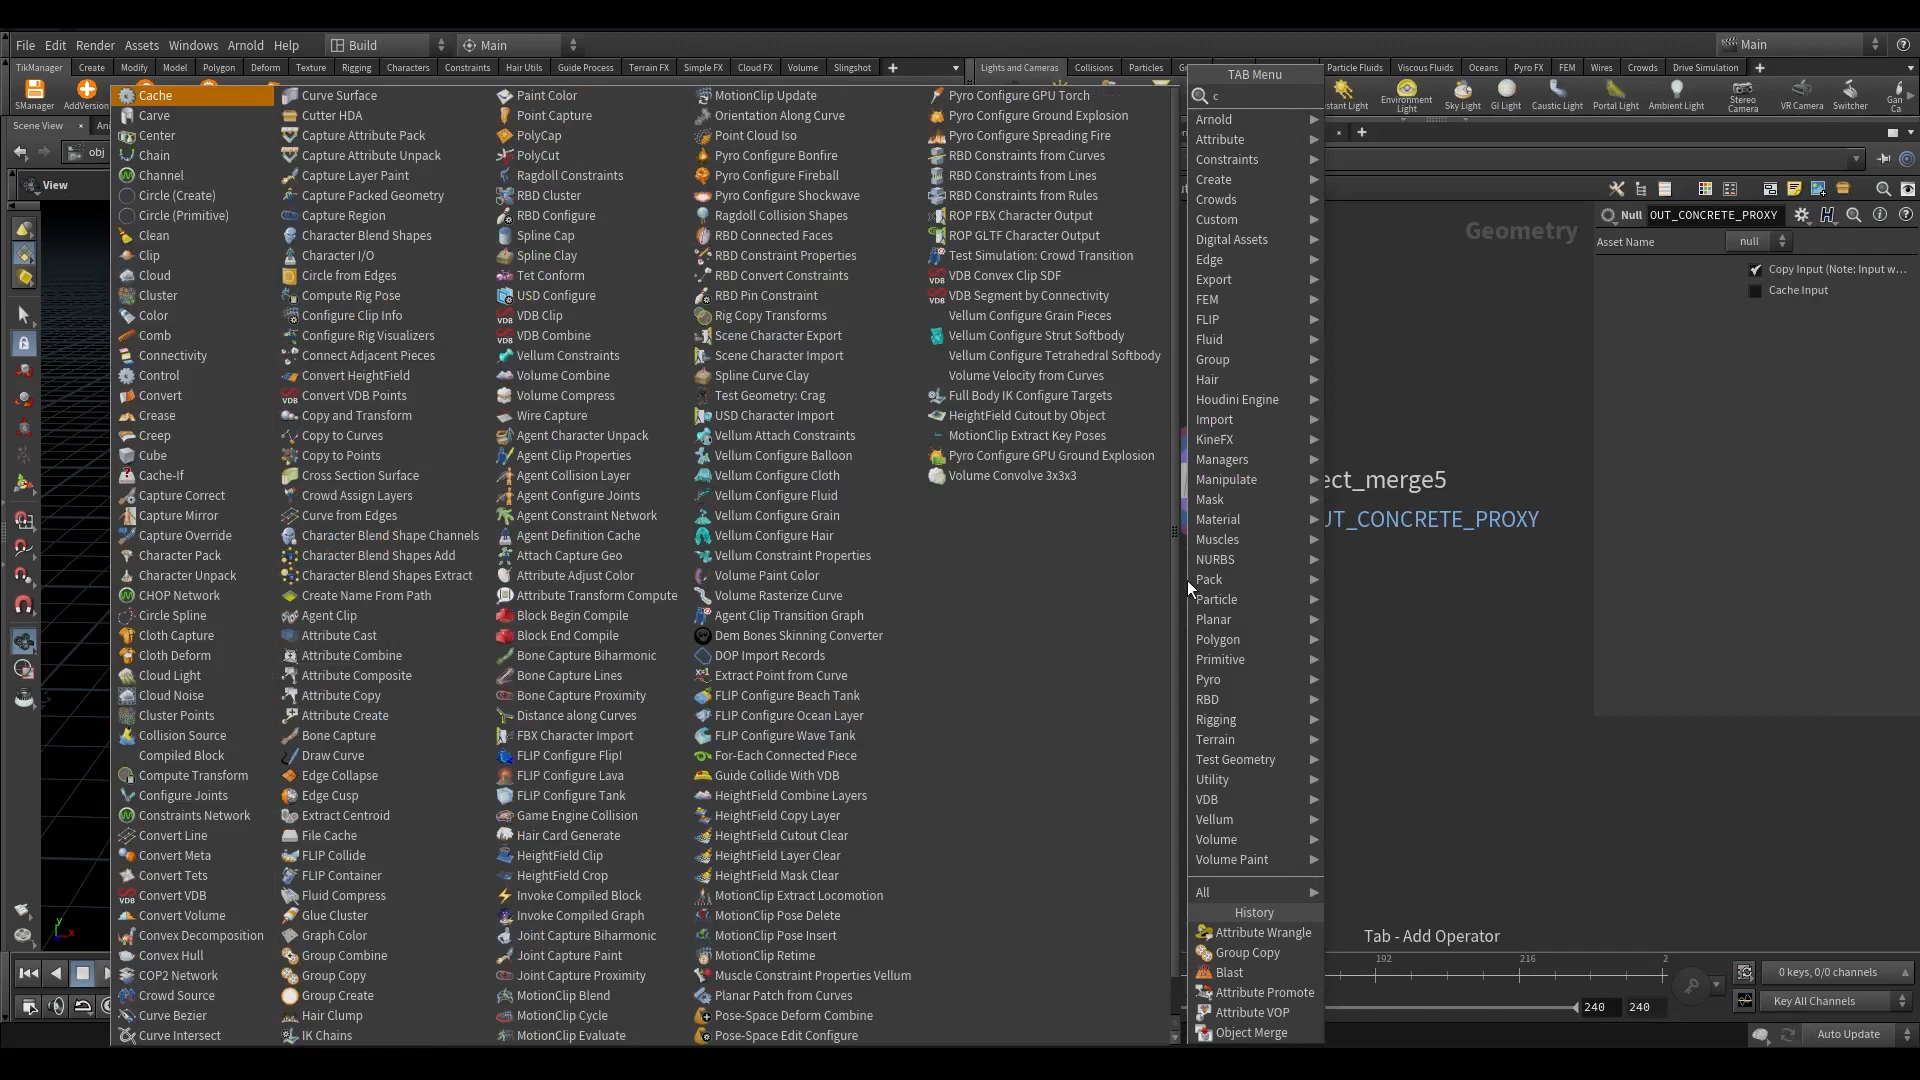 File Edit Render Assets Windows Arnold Help Build Main Main
TikManager Create Modify Model Polygon Deform Texture Rigging Characters Constraints Hair Utils Guide Process Terrain FX Simple FX Cloud FX Volume Slingshot
Lights and Cameras Collisions Particles Particle Fluids Viscous Fluids Oceans Pyro FX FEM Wires Crowds Drive Simulation
SManager AddVersion
Environment Light Sky Light GI Light Caustic Light Portal Light Ambient Light Stereo Camera VR Camera Switcher
Scene View
obj
View
Cache
Carve
Center
Chain
Channel
Circle (Create)
Circle (Primitive)
Clean
Clip
Cloud
Cluster
Color
Comb
Connectivity
Control
Convert
Crease
Creep
Cube
Cache-If
Capture Correct
Capture Mirror
Capture Override
Character Pack
Character Unpack
CHOP Network
Circle Spline
Cloth Capture
Cloth Deform
Cloud Light
Cloud Noise
Cluster Points
Collision Source
Compiled Block
Compute Transform
Configure Joints
Constraints Network
Convert Line
Convert Meta
Convert Tets
Convert VDB
Convert Volume
Convex Decomposition
Convex Hull
COP2 Network
Crowd Source
Curve Bezier
Curve Intersect
Curve Surface
Cutter HDA
Capture Attribute Pack
Capture Attribute Unpack
Capture Layer Paint
Capture Packed Geometry
Capture Region
Character Blend Shapes
Character I/O
Circle from Edges
Compute Rig Pose
Configure Clip Info
Configure Rig Visualizers
Connect Adjacent Pieces
Convert HeightField
Convert VDB Points
Copy and Transform
Copy to Curves
Copy to Points
Cross Section Surface
Crowd Assign Layers
Curve from Edges
Character Blend Shape Channels
Character Blend Shapes Add
Character Blend Shapes Extract
Create Name From Path
Agent Clip
Attribute Cast
Attribute Combine
Attribute Composite
Attribute Copy
Attribute Create
Bone Capture
Draw Curve
Edge Collapse
Edge Cusp
Extract Centroid
File Cache
FLIP Collide
FLIP Container
Fluid Compress
Glue Cluster
Graph Color
Group Combine
Group Copy
Group Create
Hair Clump
IK Chains
Paint Color
Point Capture
PolyCap
PolyCut
Ragdoll Constraints
RBD Cluster
RBD Configure
Spline Cap
Spline Clay
Tet Conform
USD Configure
VDB Clip
VDB Combine
Vellum Constraints
Volume Combine
Volume Compress
Wire Capture
Agent Character Unpack
Agent Clip Properties
Agent Collision Layer
Agent Configure Joints
Agent Constraint Network
Agent Definition Cache
Attach Capture Geo
Attribute Adjust Color
Attribute Transform Compute
Block Begin Compile
Block End Compile
Bone Capture Biharmonic
Bone Capture Lines
Bone Capture Proximity
Distance along Curves
FBX Character Import
FLIP Configure Flip!
FLIP Configure Lava
FLIP Configure Tank
Game Engine Collision
Hair Card Generate
HeightField Clip
HeightField Crop
Invoke Compiled Block
Invoke Compiled Graph
Joint Capture Biharmonic
Joint Capture Paint
Joint Capture Proximity
MotionClip Blend
MotionClip Cycle
MotionClip Evaluate
MotionClip Update
Orientation Along Curve
Point Cloud Iso
Pyro Configure Bonfire
Pyro Configure Fireball
Pyro Configure Shockwave
Ragdoll Collision Shapes
RBD Connected Faces
RBD Constraint Properties
RBD Convert Constraints
RBD Pin Constraint
Rig Copy Transforms
Scene Character Export
Scene Character Import
Spline Curve Clay
Test Geometry: Crag
USD Character Import
Vellum Attach Constraints
Vellum Configure Balloon
Vellum Configure Cloth
Vellum Configure Fluid
Vellum Configure Grain
Vellum Configure Hair
Vellum Constraint Properties
Volume Paint Color
Volume Rasterize Curve
Agent Clip Transition Graph
Dem Bones Skinning Converter
DOP Import Records
Extract Point from Curve
FLIP Configure Beach Tank
FLIP Configure Ocean Layer
FLIP Configure Wave Tank
For-Each Connected Piece
Guide Collide With VDB
HeightField Combine Layers
HeightField Copy Layer
HeightField Cutout Clear
HeightField Layer Clear
HeightField Mask Clear
MotionClip Extract Locomotion
MotionClip Pose Delete
MotionClip Pose Insert
MotionClip Retime
Muscle Constraint Properties Vellum
Planar Patch from Curves
Pose-Space Deform Combine
Pose-Space Edit Configure
Pyro Configure GPU Torch
Pyro Configure Ground Explosion
Pyro Configure Spreading Fire
RBD Constraints from Curves
RBD Constraints from Lines
RBD Constraints from Rules
ROP FBX Character Output
ROP GLTF Character Output
Test Simulation: Crowd Transition
VDB Convex Clip SDF
VDB Segment by Connectivity
Vellum Configure Grain Pieces
Vellum Configure Strut Softbody
Vellum Configure Tetrahedral Softbody
Volume Velocity from Curves
Full Body IK Configure Targets
HeightField Cutout by Object
MotionClip Extract Key Poses
Pyro Configure GPU Ground Explosion
Volume Convolve 3x3x3
TAB Menu
c
Arnold
Attribute
Constraints
Create
Crowds
Custom
Digital Assets
Edge
Export
FEM
FLIP
Fluid
Group
Hair
Houdini Engine
Import
KineFX
Managers
Manipulate
Mask
Material
Muscles
NURBS
Pack
Particle
Planar
Polygon
Primitive
Pyro
RBD
Rigging
Terrain
Test Geometry
Utility
VDB
Vellum
Volume
Volume Paint
All
History
Attribute Wrangle
Group Copy
Blast
Attribute Promote
Attribute VOP
Object Merge
Geometry
ect_merge5
UT_CONCRETE_PROXY
Tab - Add Operator
Null OUT_CONCRETE_PROXY
Asset Name null
Copy Input (Note: Input w...
Cache Input
192 216 2
240 240
0 keys, 0/0 channels
Key All Channels
Auto Update